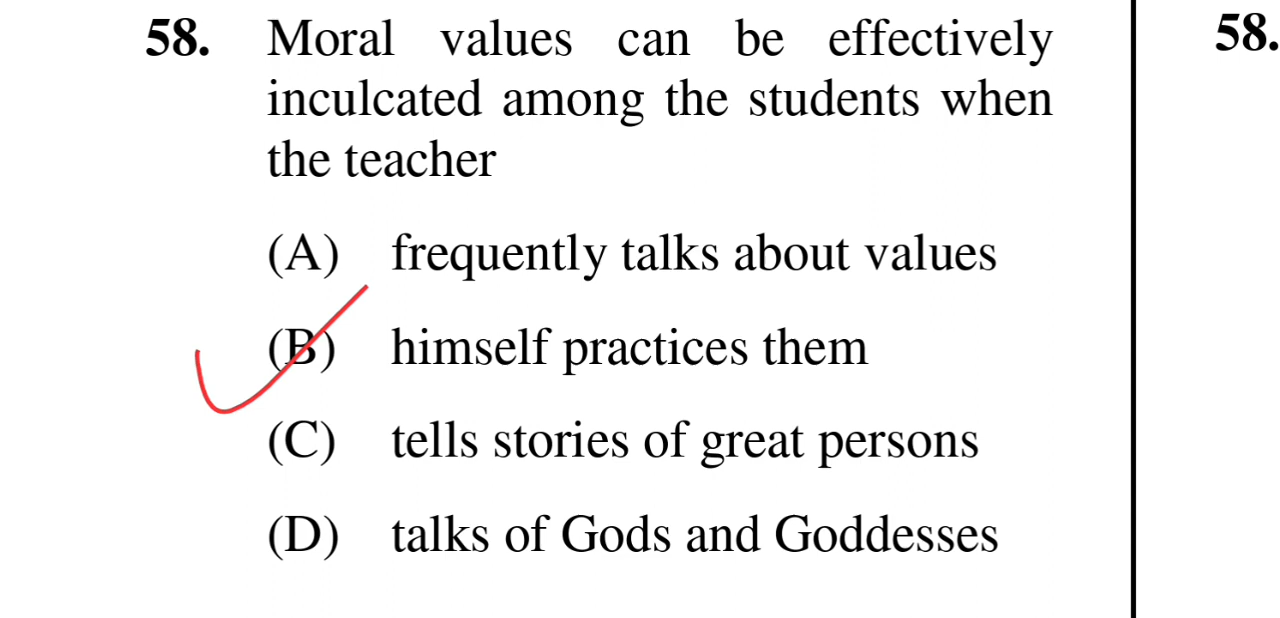 58. Moral values can be effectively
inculcated among the students when
the teacher
(A) frequently talks about values
(B) himself practices them
(C) tells stories of great persons
(D) talks of Gods and Goddesses
58.